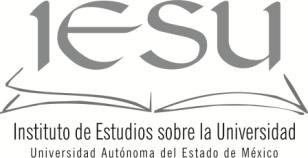 IESU
Instituto de Estudios sobre la Universidad
Universidad Autónoma del Estado de México